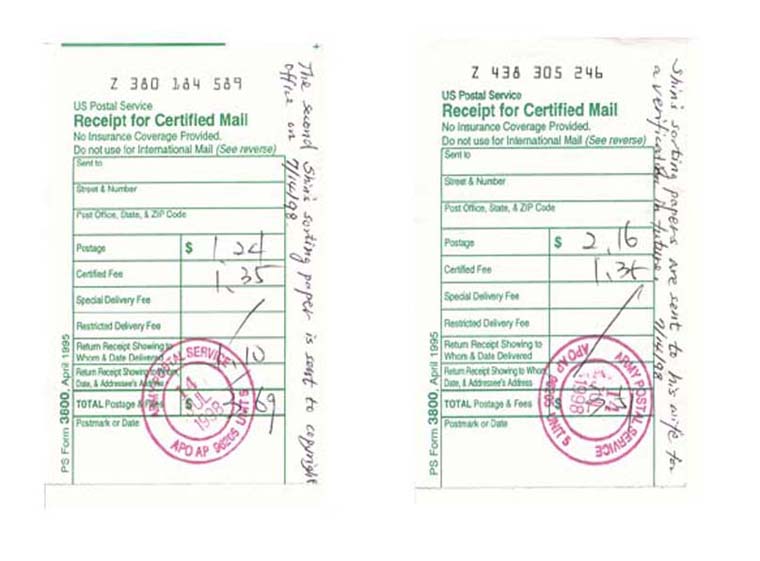 Z 380 184 589
US Postal Service
Receipt for Certified Mail
No Insurance Coverage Provided.
Do not use for International Mail (See reverse)
Sent to
Street & Number
Post Office, State, & ZIP Code
Postage $ 1,24
Certified Fee 1,35
Special Delivery Fee
Restricted Delivery Fee
Return Receipt Showing to
Whom & Date Delivered 1,10
Return Receipt Showing to
Date, & Addressee's Address
TOTAL Postage & Fees $ 69
Postmark or Date
PS Form 3800, April 1995
ARMY POSTAL SERVICE
14
JUL
1998
APO AP 96205 UNIT 5
The second Shin's sorting paper is sent to copyright
office on 7/14/98
Z 438 305 246
US Postal Service
Receipt for Certified Mail
No Insurance Coverage Provided.
Do not use for International Mail (See reverse)
Sent to
Street & Number
Post Office, State, & ZIP Code
Postage $ 2,16
Certified Fee 1,35
Special Delivery Fee
Restricted Delivery Fee
Return Receipt Showing to
Whom & Date Delivered
Return Receipt Showing to Whom,
Date, & Addressee's Address
TOTAL Postage & Fees $
Postmark or Date
PS Form 3800, April 1995
ARMY POSTAL SERVICE
1998
APO AP 96205 UNIT 5
Shin's sorting papers are sent to his wife for
a verification in future. 7/14/98